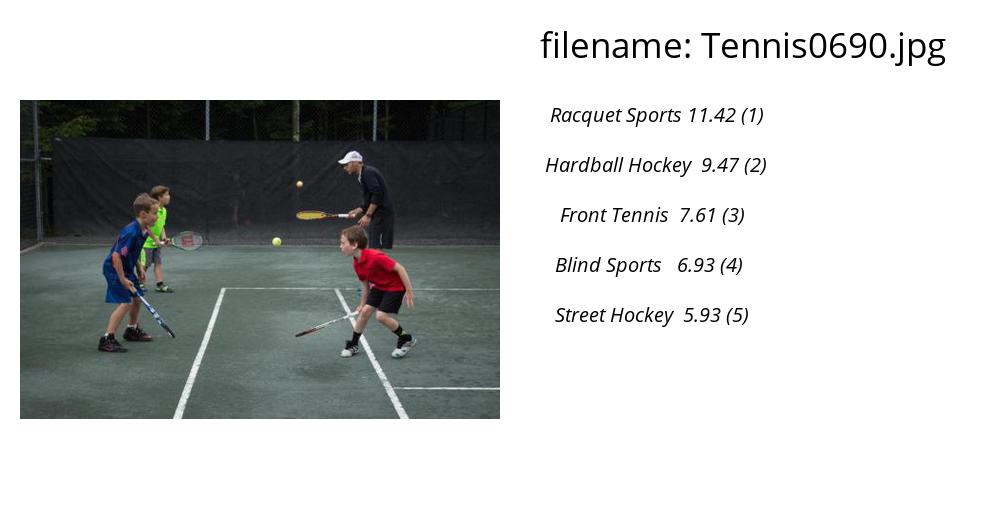 filename: Tennis0690.jpg
Racquet Sports 11.42 (1)
Hardball Hockey 9.47 (2)
Front Tennis 7.61 (3)
Blind Sports 6.93 (4)
Street Hockey 5.93 (5)